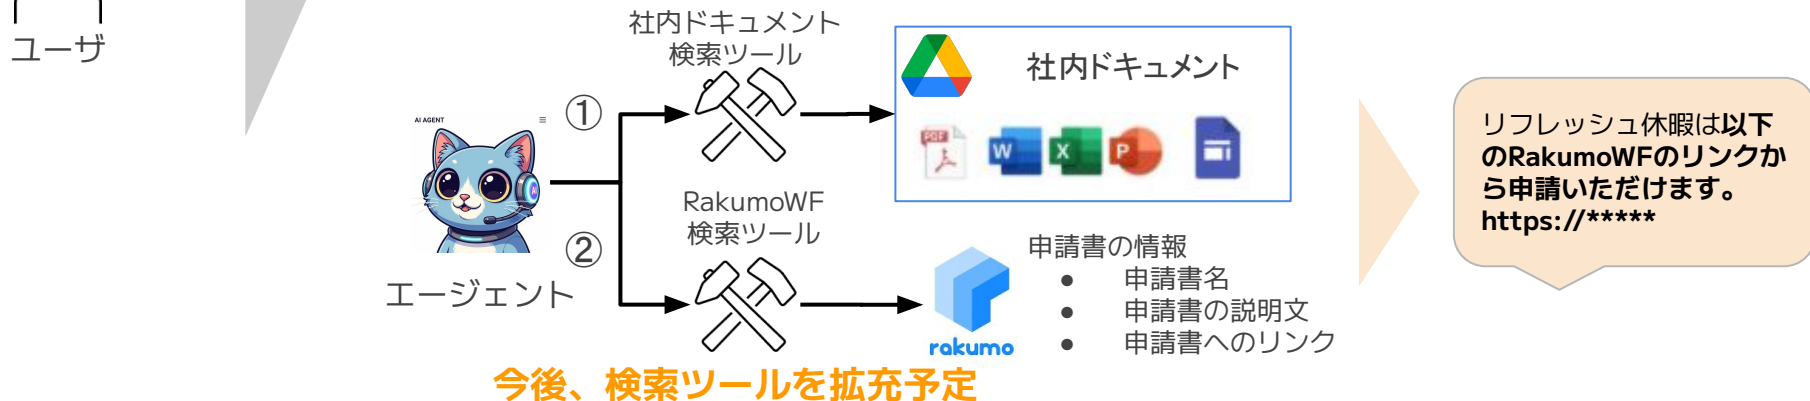 ユーザ
社内ドキュメント
検索ツール
①
AI AGENT
AI
エージェント
②
社内ドキュメント
PDF
W
X
P
RakumoWF
検索ツール
rakumo
申請書の情報
● 申請書名
● 申請書の説明文
● 申請書へのリンク
今後、検索ツールを拡充予定
リフレッシュ休暇は以下
のRakumoWFのリンクか
ら申請いただけます。
https://*****